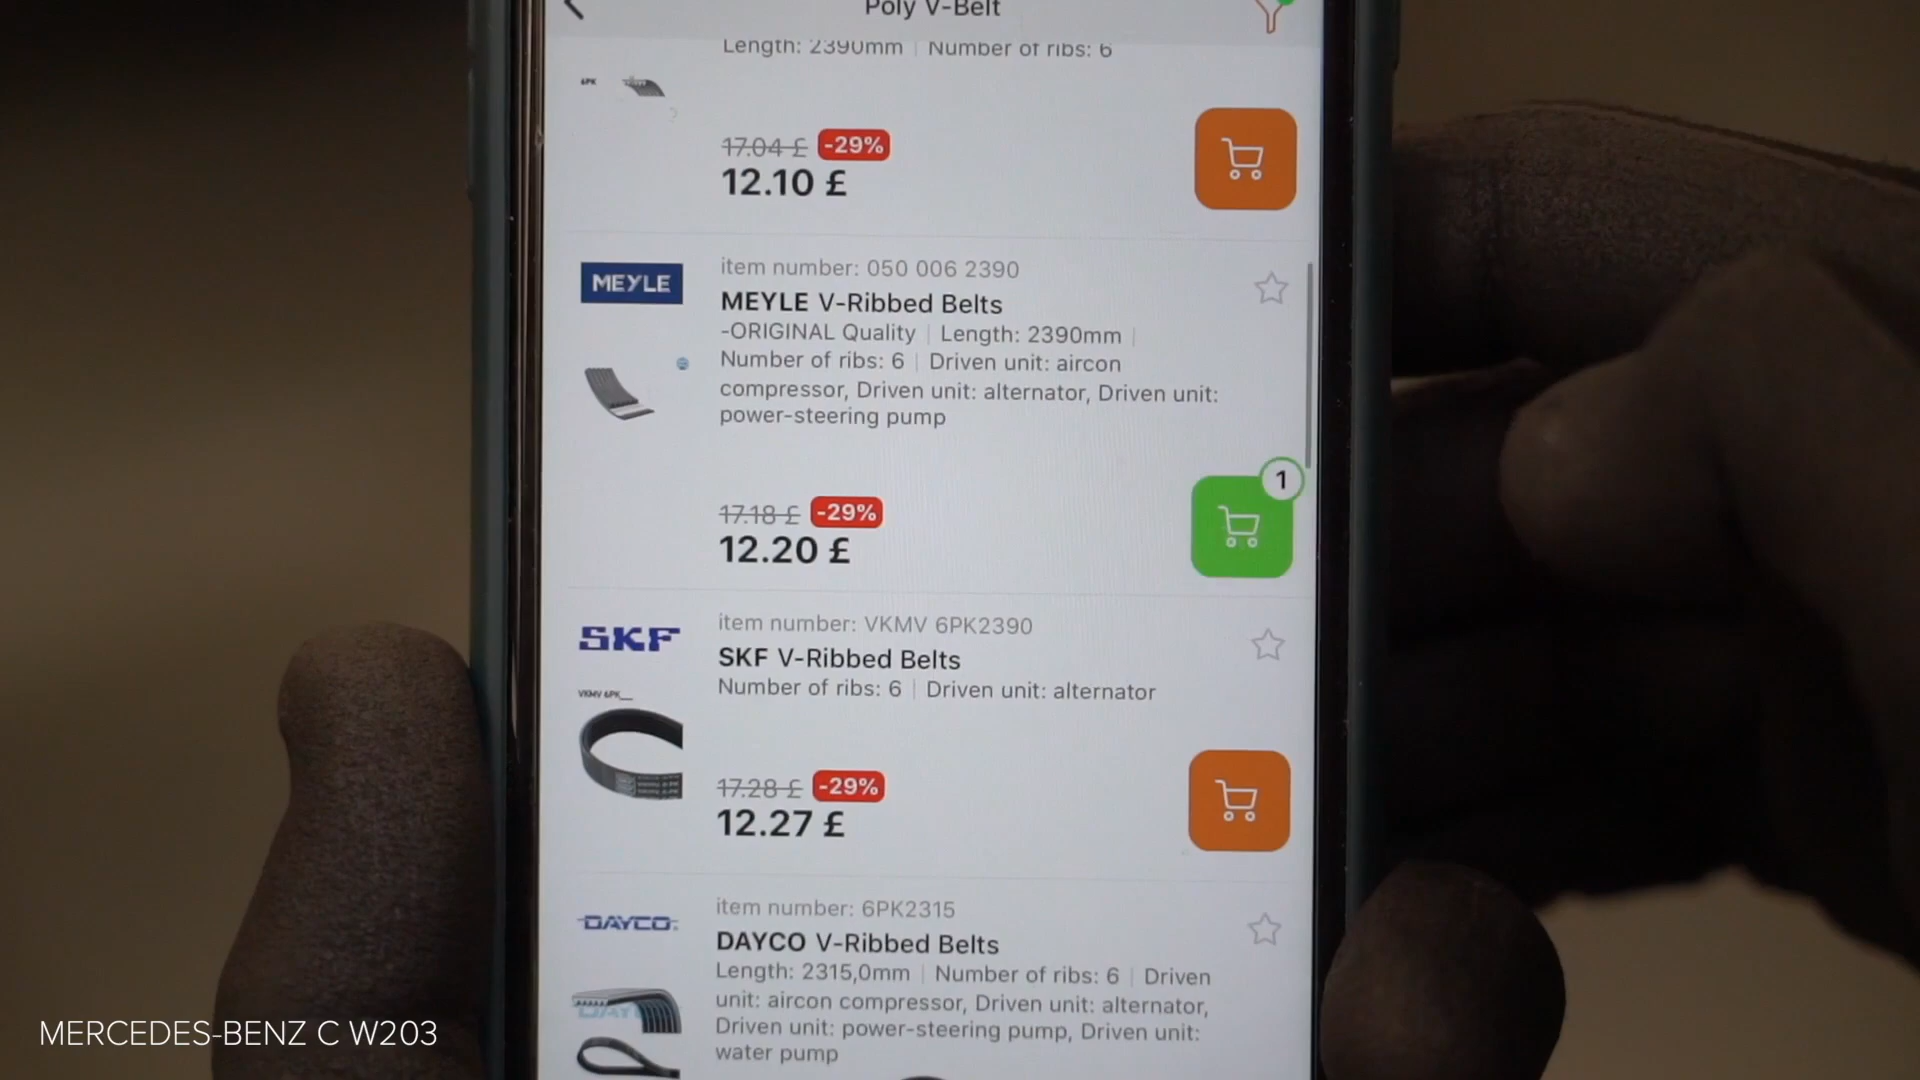 Poly V-Belt
Length: 2390mm | Number of ribs: 6
6PK
17.04 £ -29%
12.10 £
MEYLE
item number: 050 006 2390
MEYLE V-Ribbed Belts
-ORIGINAL Quality | Length: 2390mm |
Number of ribs: 6 | Driven unit: aircon
compressor, Driven unit: alternator, Driven unit:
power-steering pump
1
17.18 £ -29%
12.20 £
SKF
item number: VKMV 6PK2390
SKF V-Ribbed Belts
Number of ribs: 6 | Driven unit: alternator
VKMV 6PK__
17.28 £ -29%
12.27 £
DAYCO
item number: 6PK2315
DAYCO V-Ribbed Belts
Length: 2315,0mm | Number of ribs: 6 | Driven
unit: aircon compressor, Driven unit: alternator,
Driven unit: power-steering pump, Driven unit:
water pump
MERCEDES-BENZ C W203